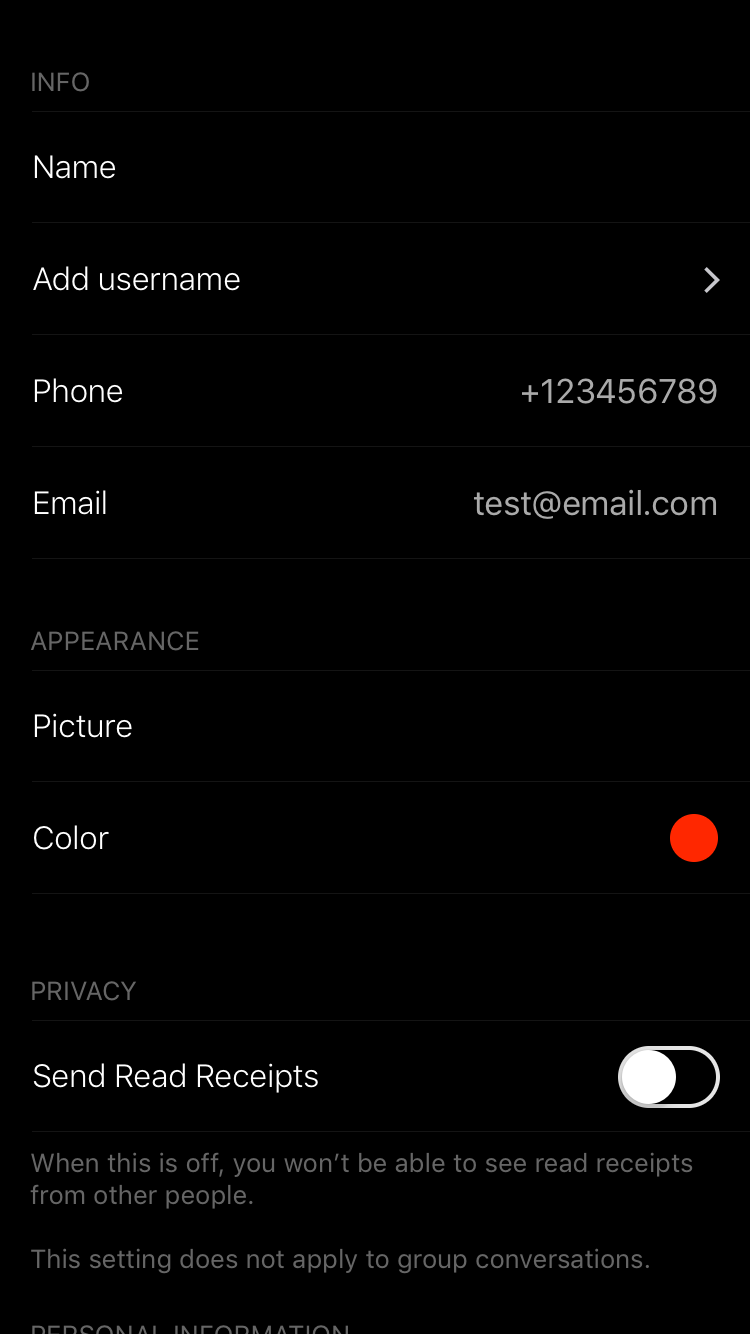 INFO
Name
Add username
Phone +123456789
Email test@email.com
APPEARANCE
Picture
Color
PRIVACY
Send Read Receipts
When this is off, you won’t be able to see read receipts
from other people.
This setting does not apply to group conversations.
PERSONAL INFORMATION